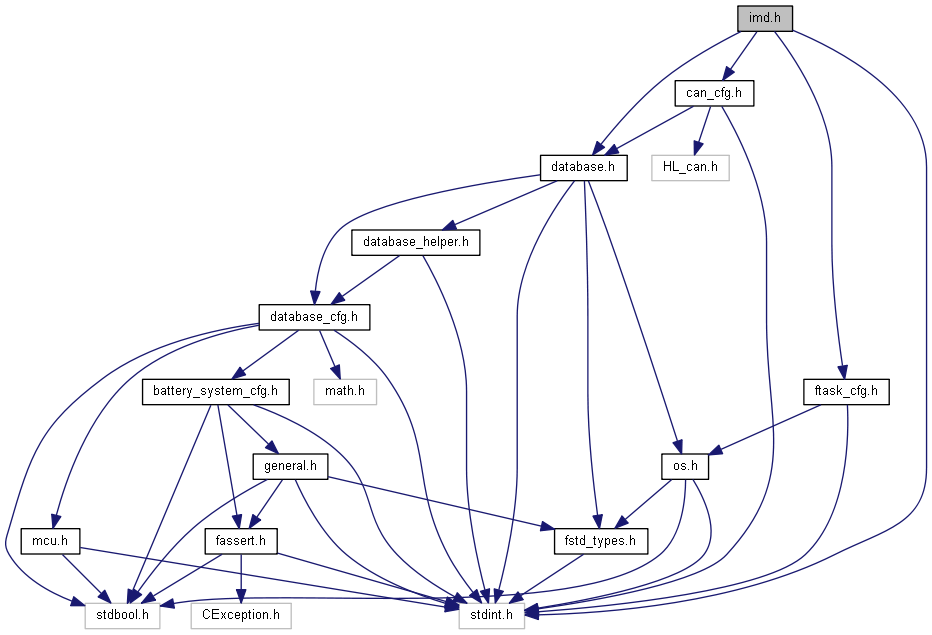 imd.h
can_cfg.h
database.h
HL_can.h
database_helper.h
database_cfg.h
battery_system_cfg.h
math.h
ftask_cfg.h
general.h
os.h
mcu.h
fassert.h
fstd_types.h
stdbool.h
CException.h
stdint.h